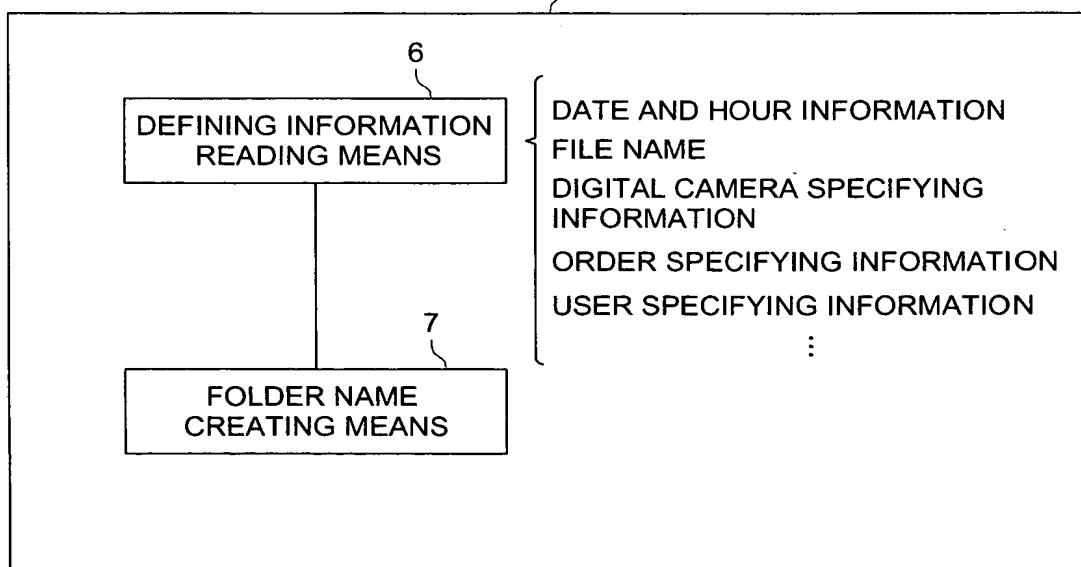 6
DEFINING INFORMATION
READING MEANS
DATE AND HOUR INFORMATION
FILE NAME
DIGITAL CAMERA SPECIFYING
INFORMATION
ORDER SPECIFYING INFORMATION
USER SPECIFYING INFORMATION
⋮
7
FOLDER NAME
CREATING MEANS